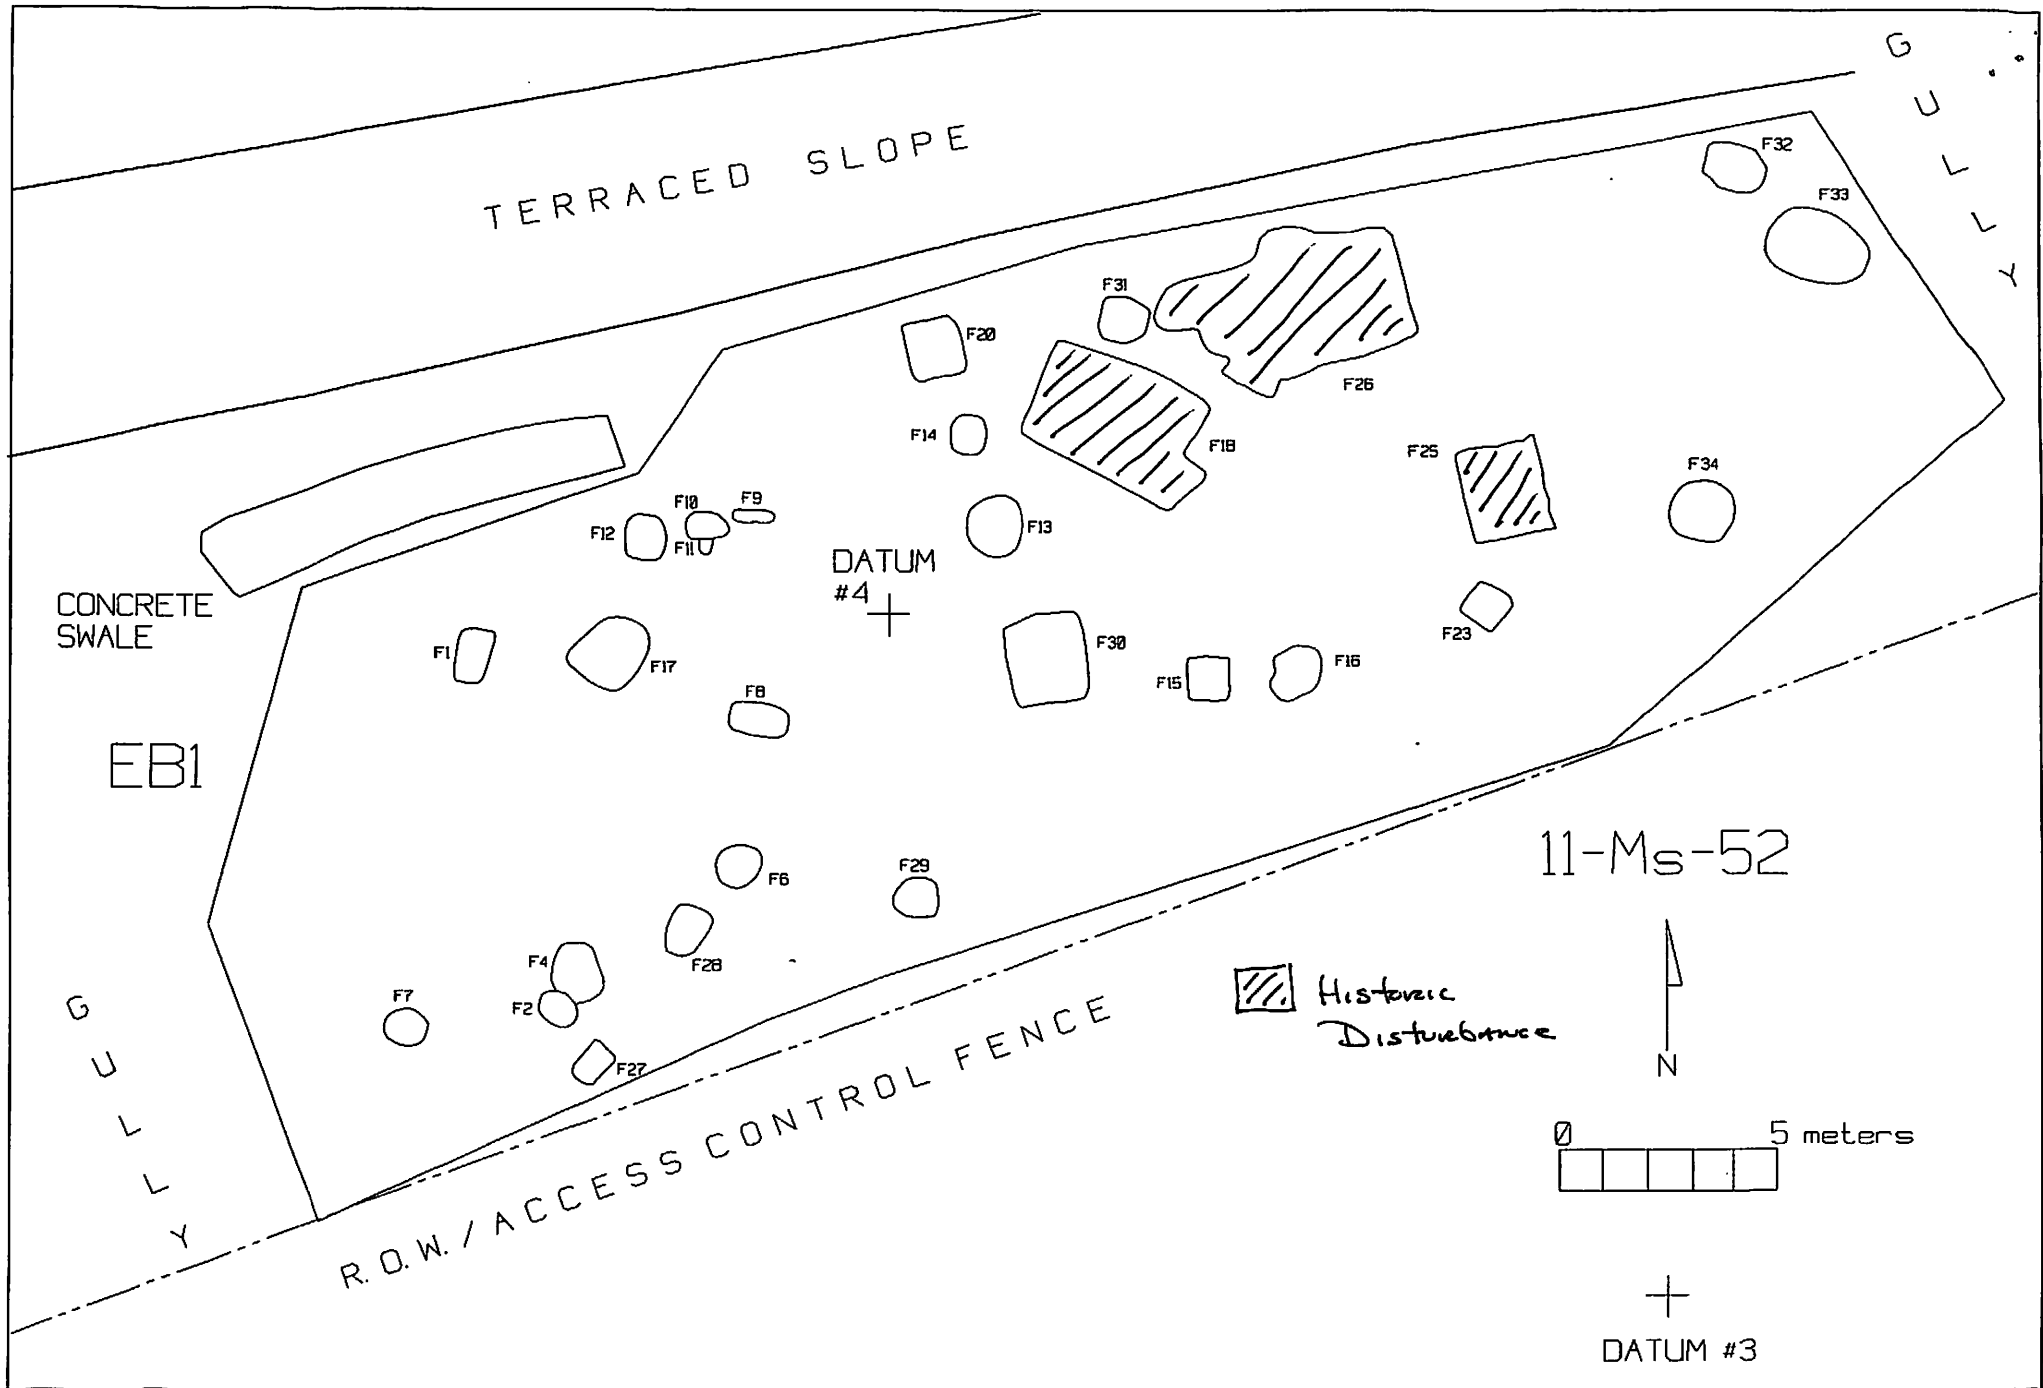 TERRACED SLOPE
GULLY
F32
F33
F31
F20
F26
F14
F18
F25
F34
F10
F9
F12
F11
F13
DATUM
#4
CONCRETE
SWALE
F1
F17
F30
F23
F15
F16
F8
EB1
11-Ms-52
F6
F29
F28
F4
F7
F2
F27
GULLY
R.O.W./ACCESS CONTROL FENCE
Historic
Disturbance
N
0 5 meters
DATUM #3